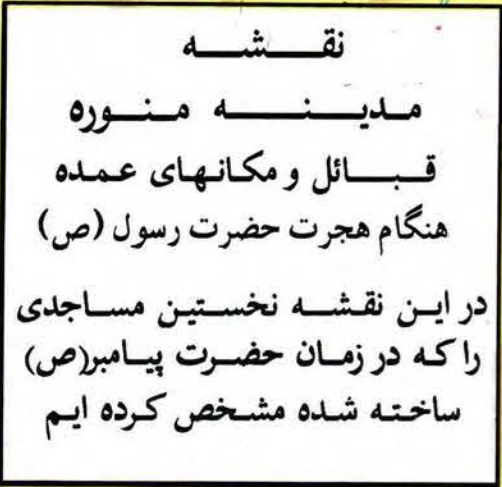 نقشه
مدینه منوره
قبائل و مکانهای عمده
هنگام هجرت حضرت رسول (ص)
در این نقشه نخستین مساجدی
را که در زمان حضرت پیامبر(ص)
ساخته شده مشخص کرده ایم